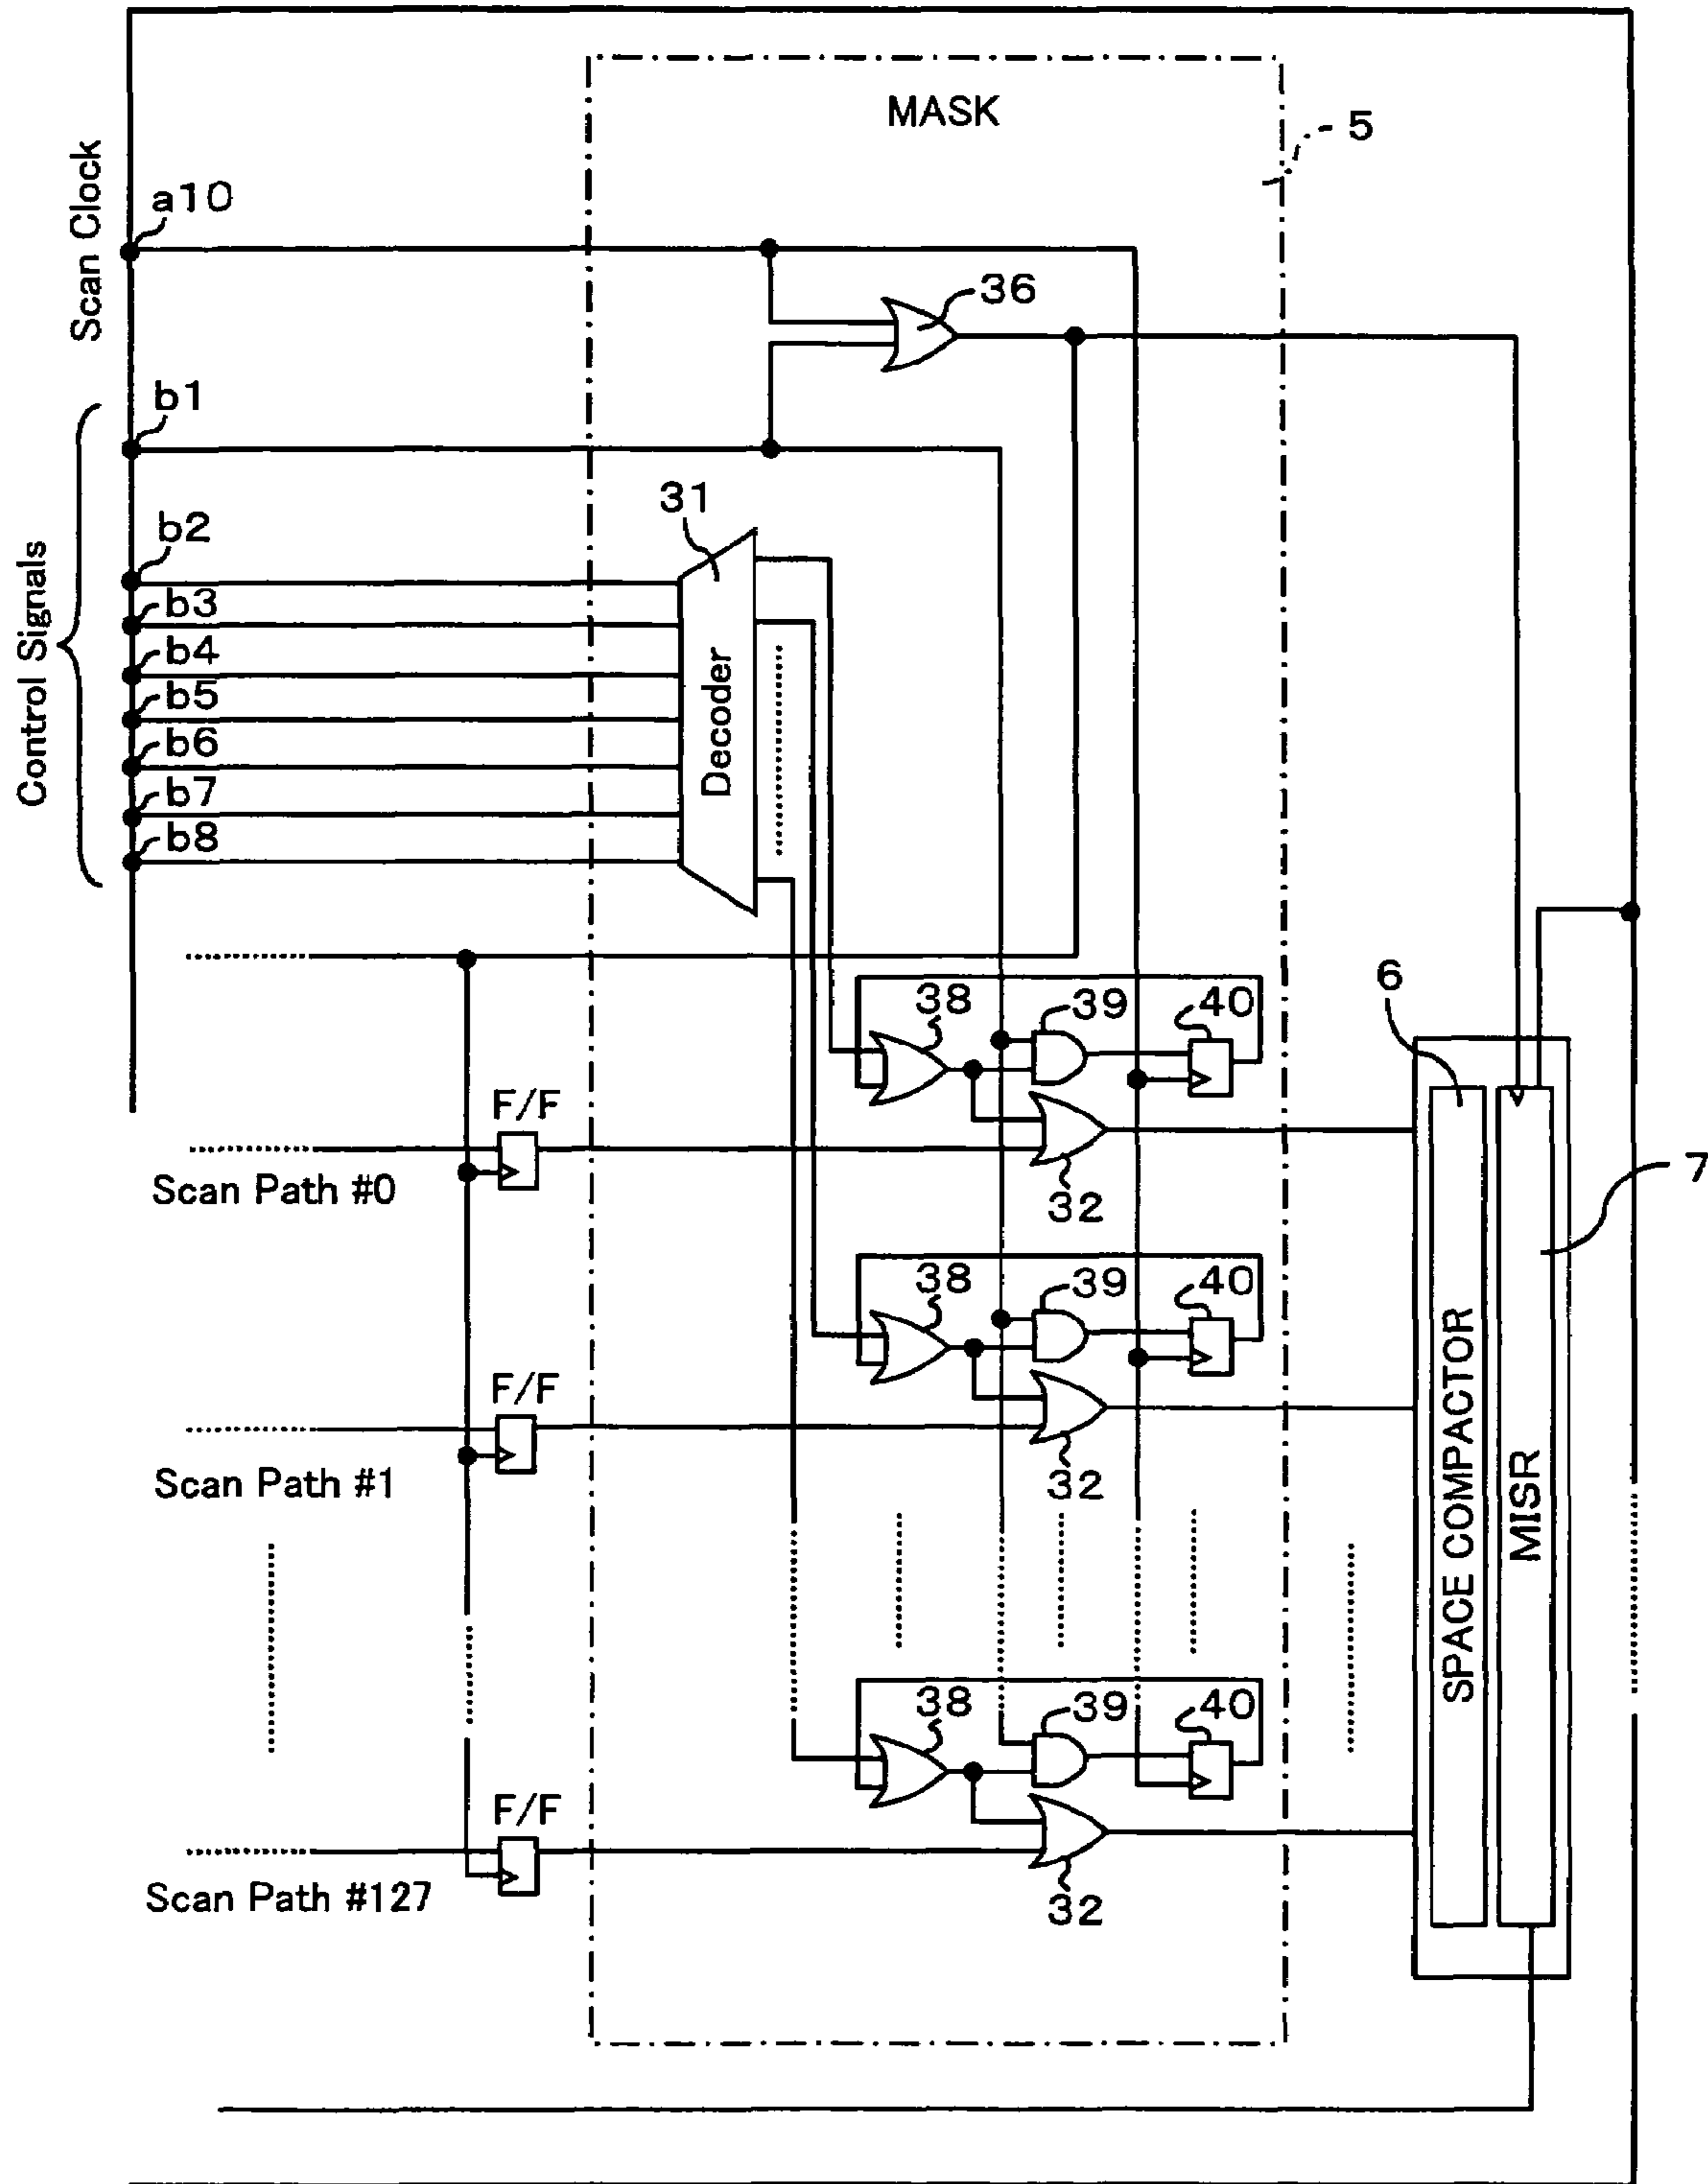 MASK
5
Scan Clock
a10
36
b1
Control Signals
31
b2
b3
b4
b5
b6
b7
b8
Decoder
6
38
39
40
F/F
Scan Path #0
32
7
38
39
40
F/F
Scan Path #1
32
SPACE COMPACTOR
MISR
38
39
40
F/F
Scan Path #127
32